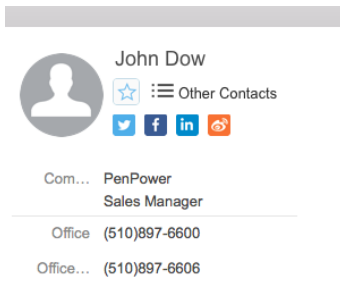 John Dow
Other Contacts
Com... PenPower
Sales Manager
Office (510)897-6600
Office... (510)897-6606